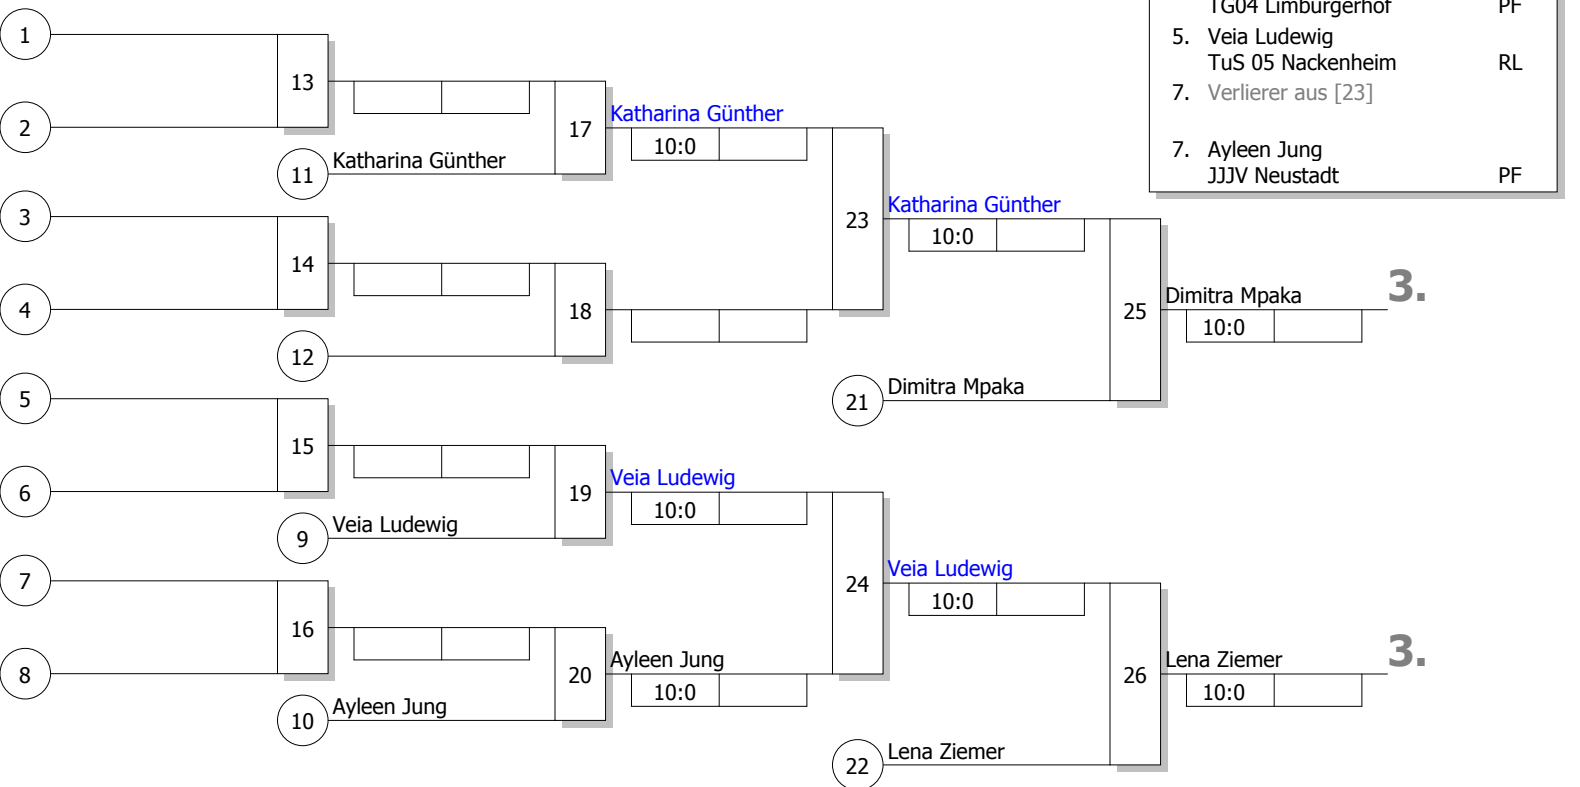 TG04 Limburgerhof PF
5. Veia Ludewig
TuS 05 Nackenheim RL
7. Verlierer aus [23]
7. Ayleen Jung
JJJV Neustadt PF
1
13
2
17
Katharina Günther
10:0
11
Katharina Günther
3
14
4
18
12
23
Katharina Günther
10:0
25
Dimitra Mpaka
3.
10:0
21
Dimitra Mpaka
5
15
6
19
Veia Ludewig
10:0
9
Veia Ludewig
7
16
8
20
Ayleen Jung
10:0
10
Ayleen Jung
24
Veia Ludewig
10:0
26
Lena Ziemer
3.
10:0
22
Lena Ziemer